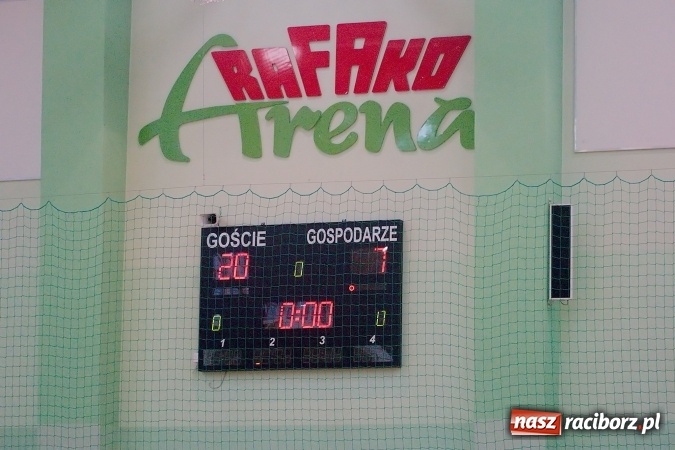 RAFAKO
Arena
GOŚCIE GOSPODARZE
20 0 7
0 0:00 0
1 2 3 4
nasz raciborz.pl